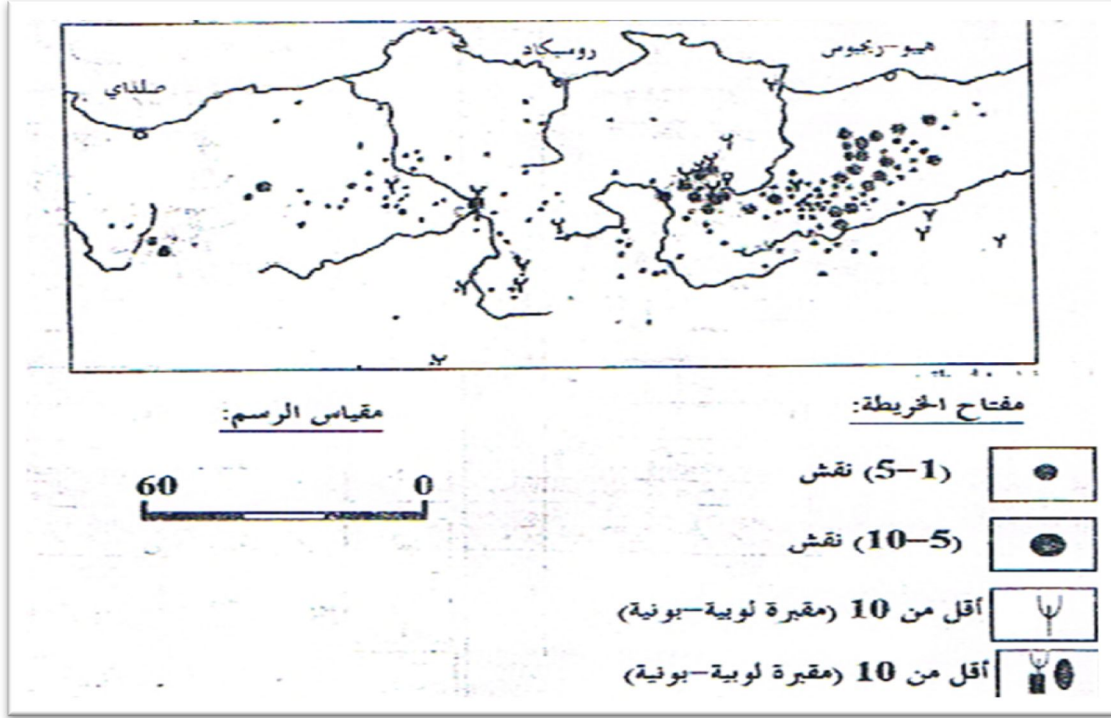 هيبو-ريجيوس
روسيكاد
صلداي
مفتاح الخريطة:
مقياس الرسم:
(1-5) نقش
(5-10) نقش
أقل من 10 (مقبرة لوبية-بونية)
أقل من 10 (مقبرة لوبية-بونية)
60 0